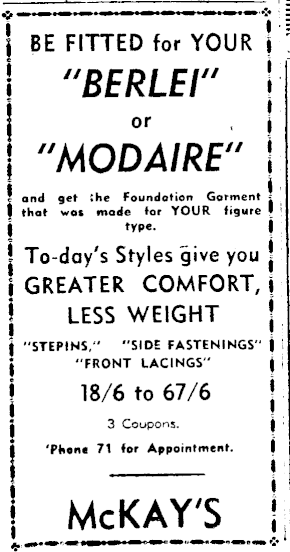 BE FITTED for YOUR
"BERLEI"
or
"MODAIRE"
and get the Foundation Garment
that was made for YOUR figure
type.
To-day's Styles give you
GREATER COMFORT,
LESS WEIGHT
"STEPINS," "SIDE FASTENINGS"
"FRONT LACINGS"
18/6 to 67/6
3 Coupons.
'Phone 71 for Appointment.
McKAY'S